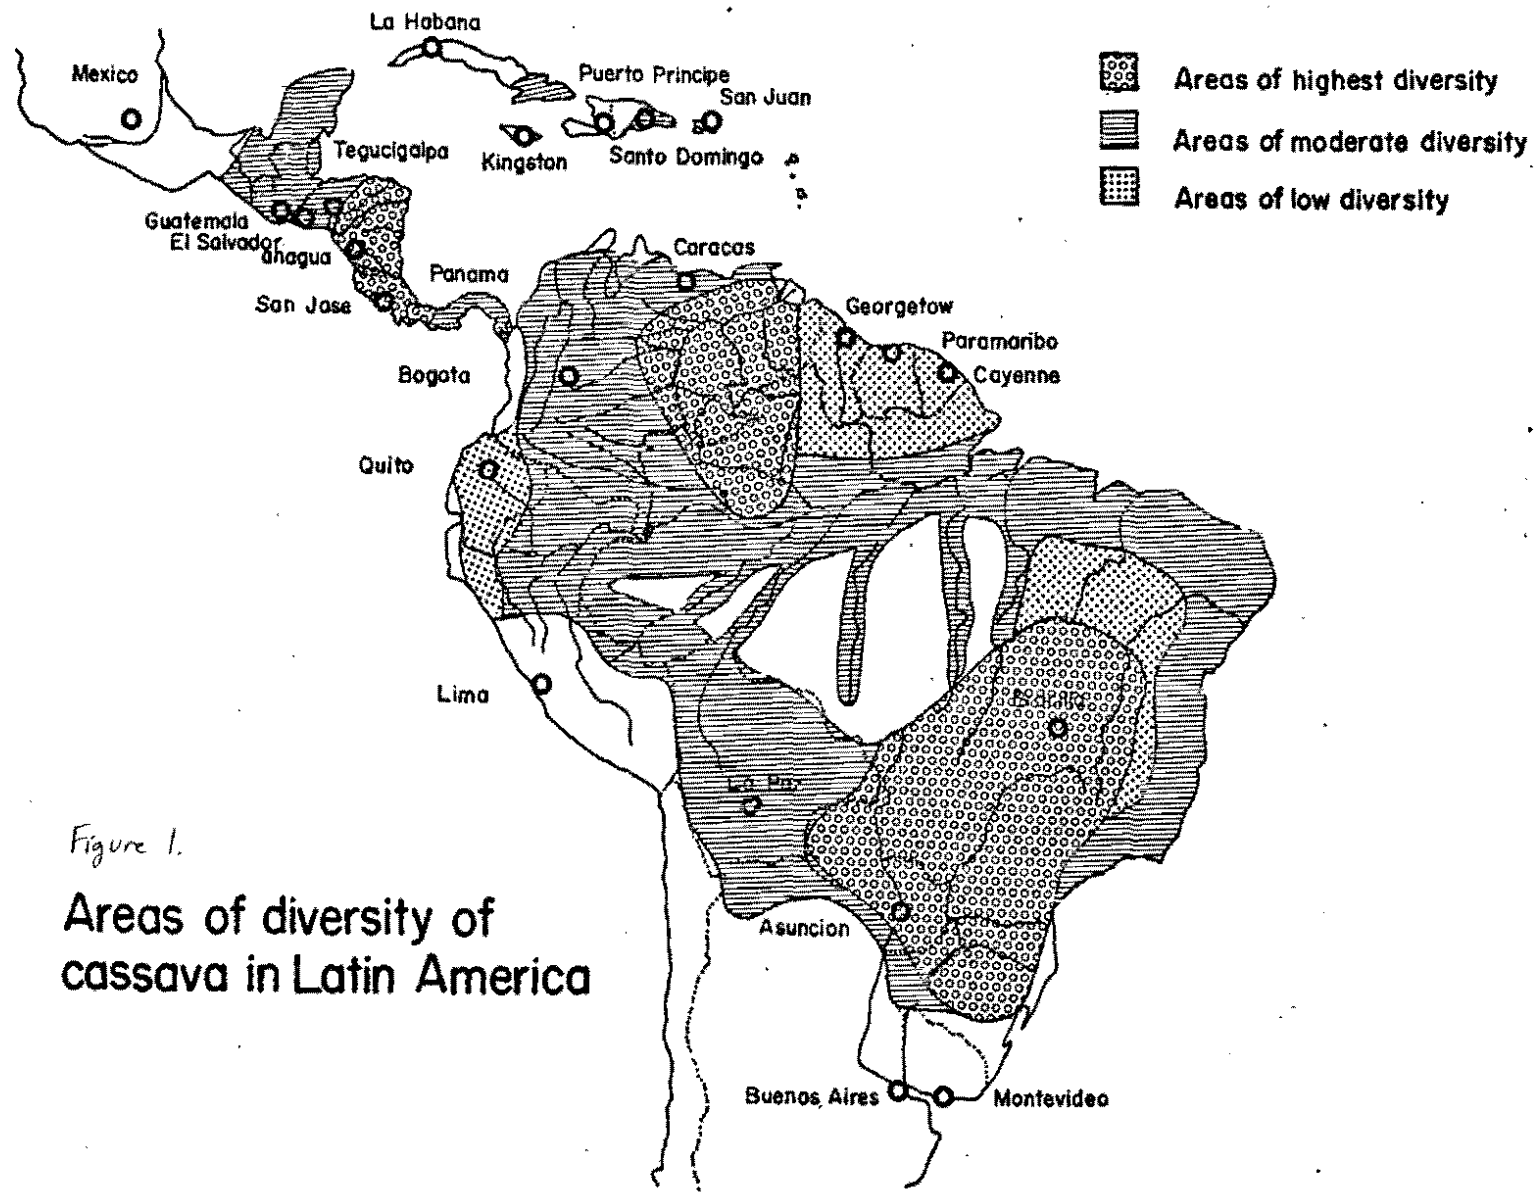 La Habana
Mexico
Puerto Principe
San Juan
Kingston
Santo Domingo
Tegucigalpa
Guatemala
El Salvador
anagua
San Jase
Panama
Caracas
Georgetow
Paramaribo
Cayenne
Bogota
Quito
Lima
La Paz
Asuncion
Buenos Aires
Montevideo
Areas of highest diversity
Areas of moderate diversity
Areas of low diversity
Figure 1.
Areas of diversity of
cassava in Latin America